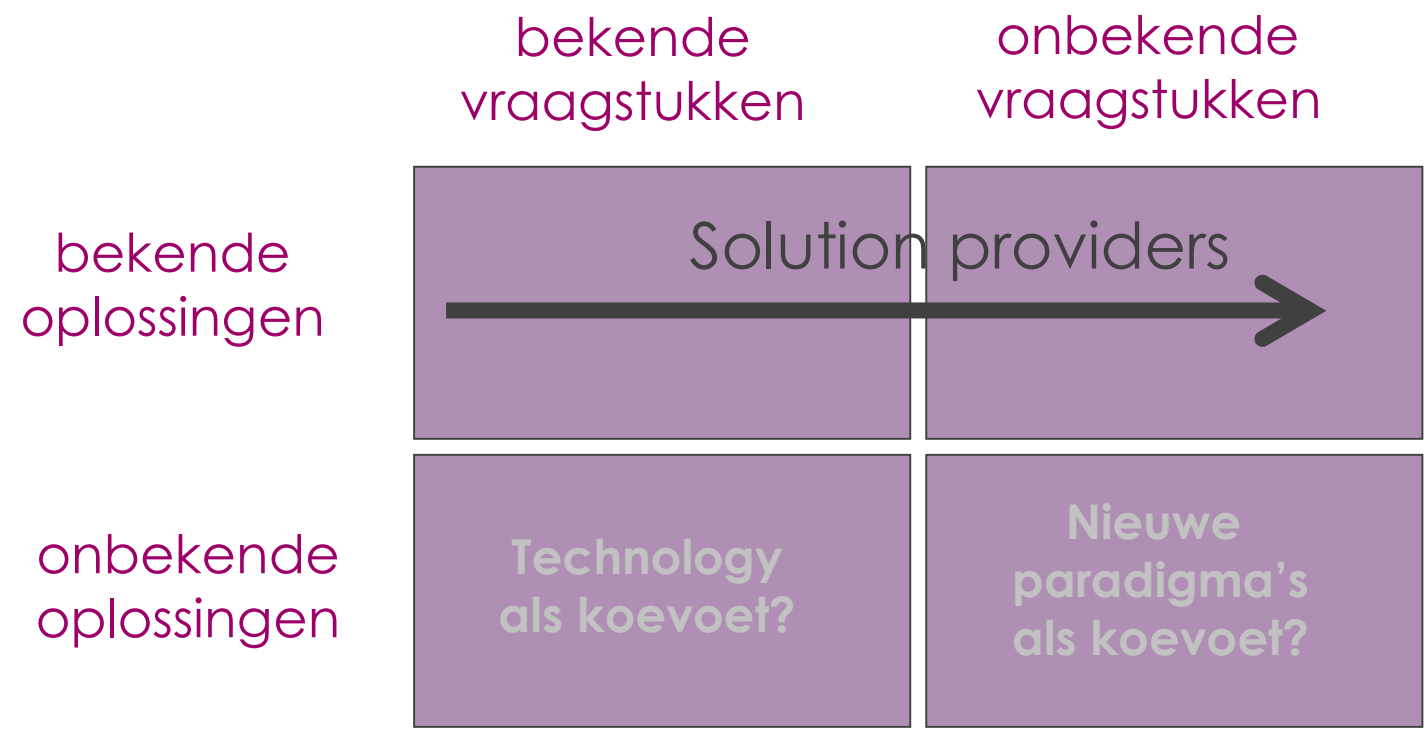 bekende
vraagstukken
onbekende
vraagstukken
bekende
oplossingen
Solution providers
onbekende
oplossingen
Technology
als koevoet?
Nieuwe
paradigma’s
als koevoet?